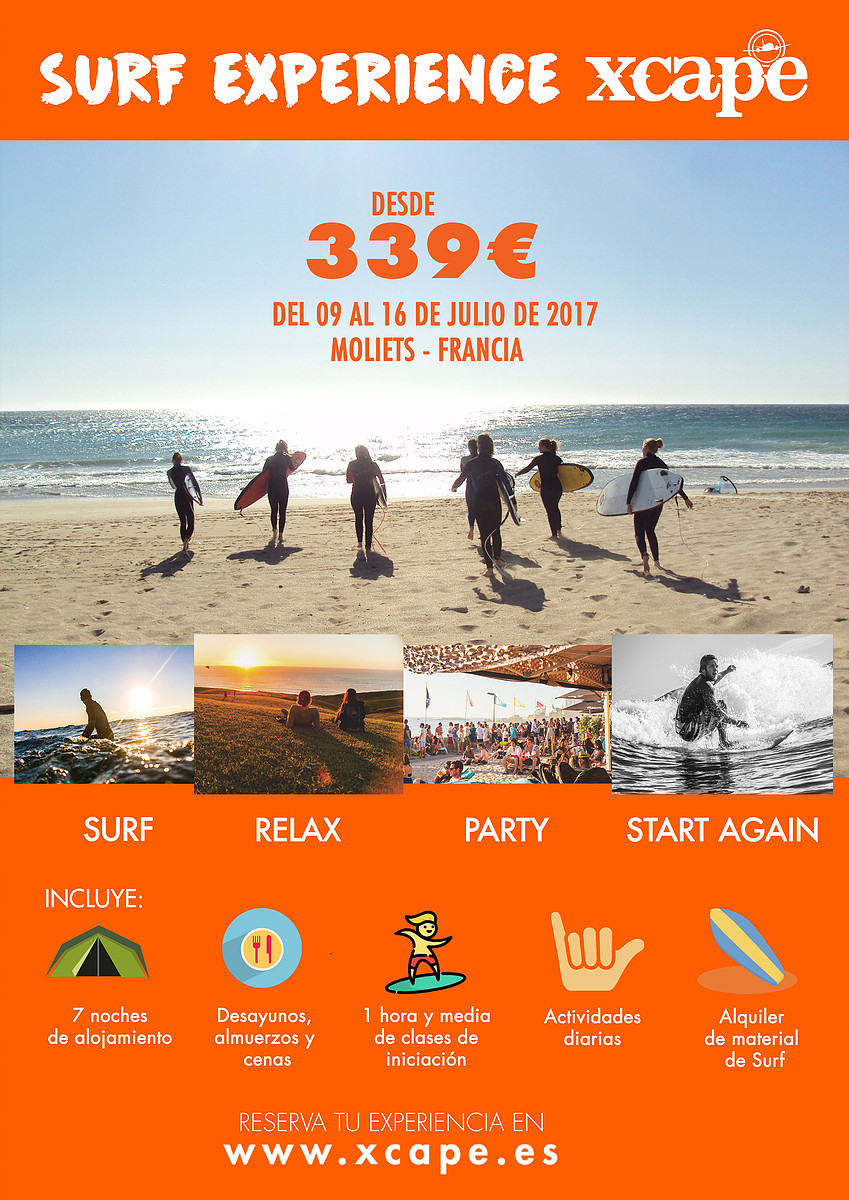 SURF EXPERIENCE xcape
DESDE
339€
DEL 09 AL 16 DE JULIO DE 2017
MOLIETS - FRANCIA
SURF
RELAX
PARTY
START AGAIN
INCLUYE:
7 noches
de alojamiento
Desayunos,
almuerzos y
cenas
1 hora y media
de clases de
iniciación
Actividades
diarias
Alquiler
de material
de Surf
RESERVA TU EXPERIENCIA EN
www.xcape.es